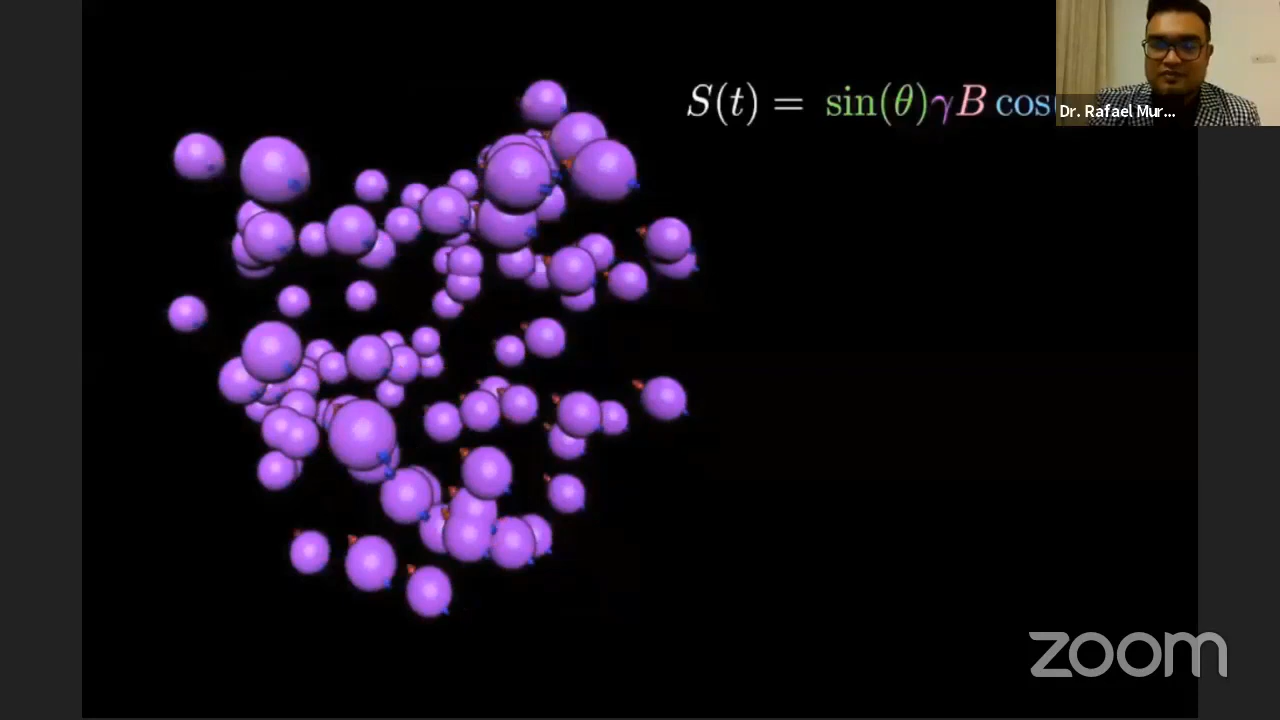 S(t) = sin(θ)γB cos
Dr. Rafael Mur...
zoom